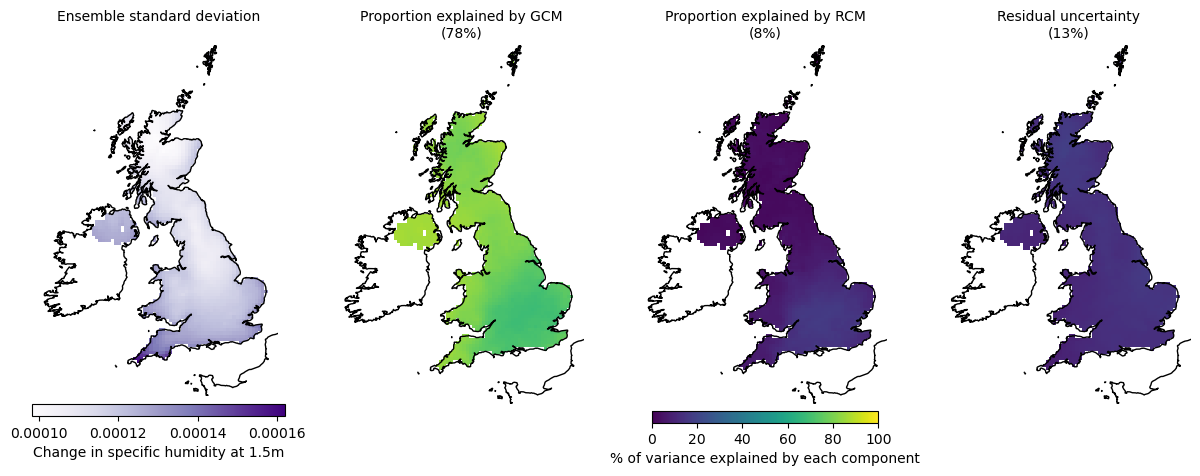 Ensemble standard deviation
Proportion explained by GCM
(78%)
Proportion explained by RCM
(8%)
Residual uncertainty
(13%)
0.00010 0.00012 0.00014 0.00016
Change in specific humidity at 1.5m
0 20 40 60 80 100
% of variance explained by each component